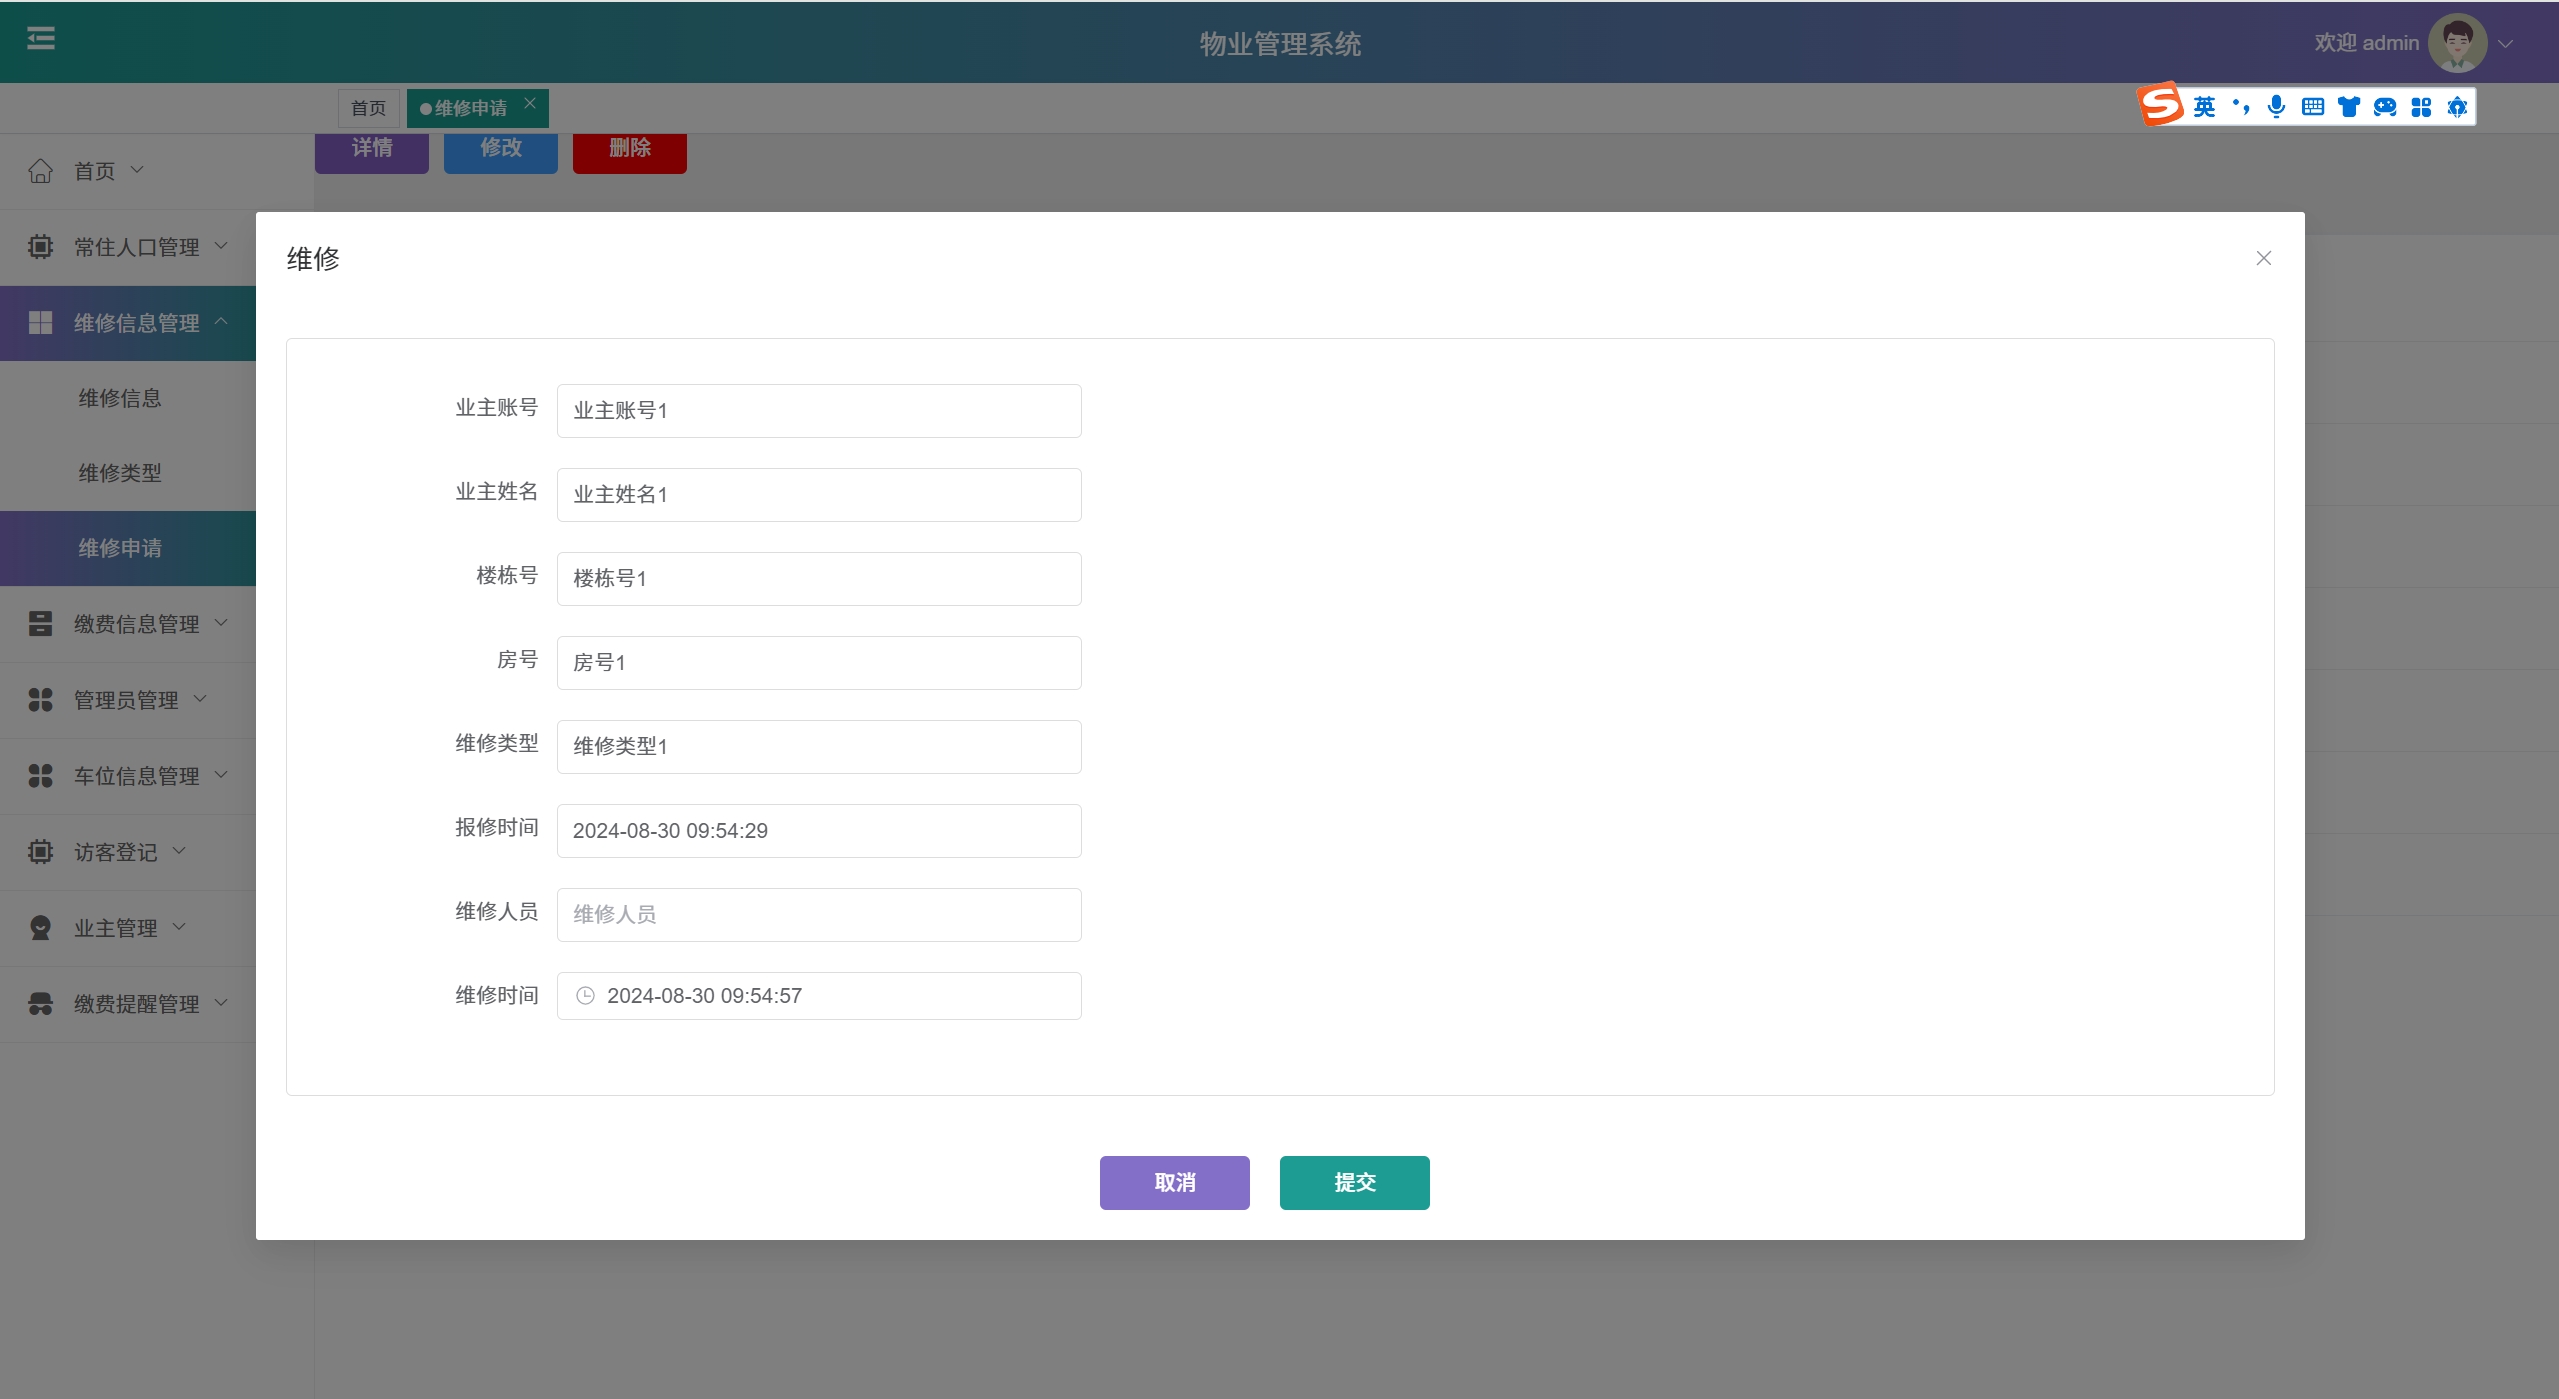 物业管理系统
欢迎 admin
首页
维修申请
英
详情
修改
删除
首页
常住人口管理
维修信息管理
维修信息
维修类型
维修申请
缴费信息管理
管理员管理
车位信息管理
访客登记
业主管理
缴费提醒管理
维修
业主账号 业主账号1
业主姓名 业主姓名1
楼栋号 楼栋号1
房号 房号1
维修类型 维修类型1
报修时间 2024-08-30 09:54:29
维修人员 维修人员
维修时间 2024-08-30 09:54:57
取消
提交